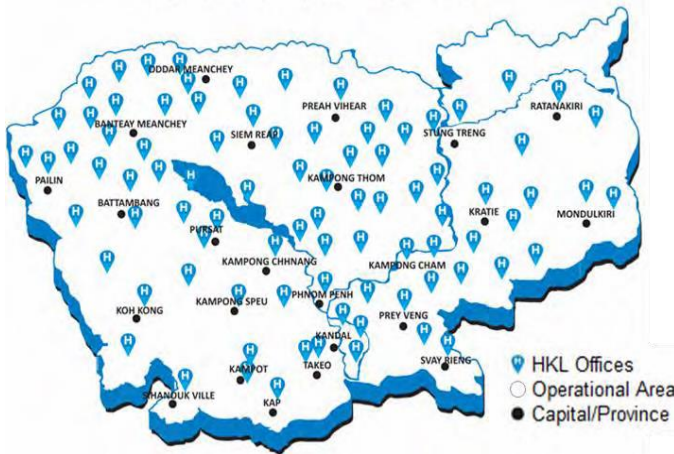 ODDAR MEANCHEY
BANTEAY MEANCHEY
SIEM REAP
PREAH VIHEAR
STUNG TRENG
RATANAKIRI
PAILIN
BATTAMBANG
KAMPONG THOM
KRATIE
MONDULKIRI
PURSAT
KAMPONG CHHNANG
KAMPONG CHAM
KOH KONG
KAMPONG SPEU
PHNOM PENH
PREY VENG
KANDAL
SVAY RIENG
KAMPOT
TAKEO
SIHANOUK VILLE
KAP
H HKL Offices
Operational Area
Capital/Province